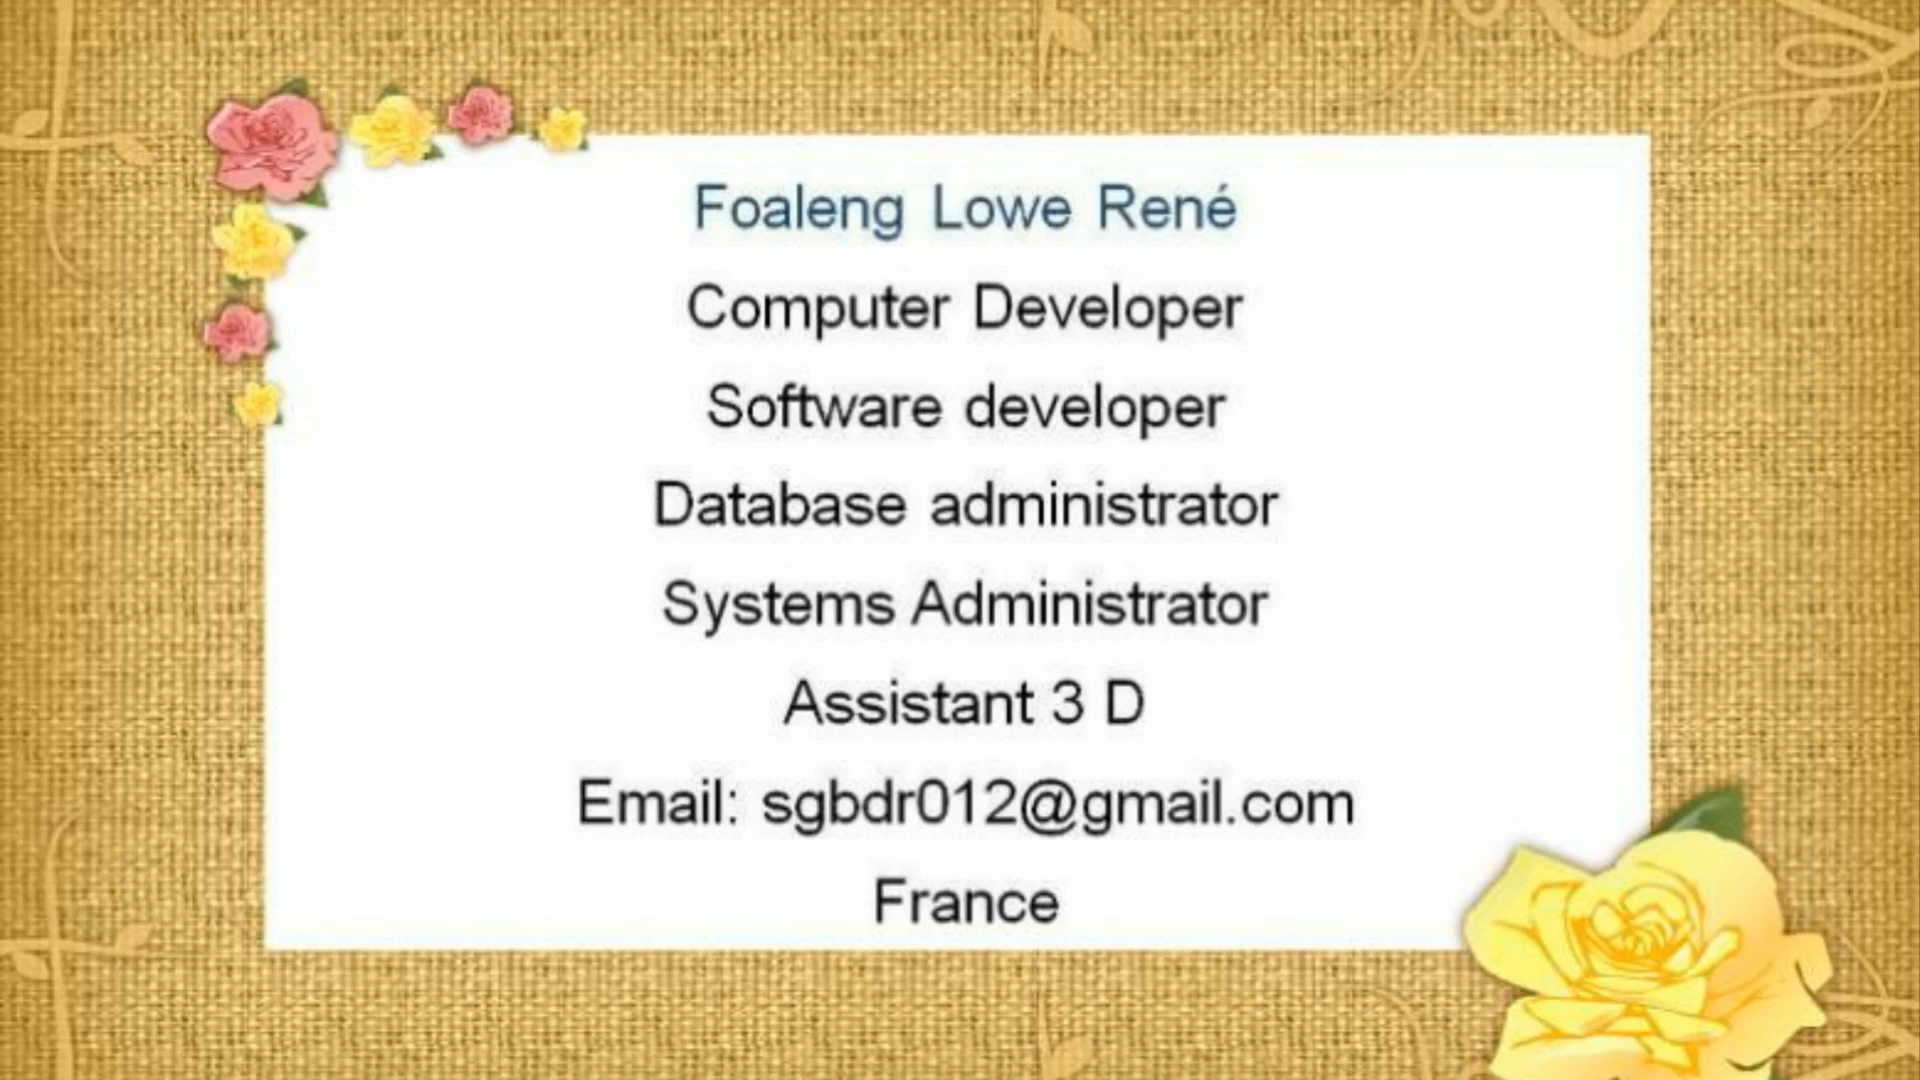 Foaleng Lowe René
Computer Developer
Software developer
Database administrator
Systems Administrator
Assistant 3 D
Email: sgbdr012@gmail.com
France